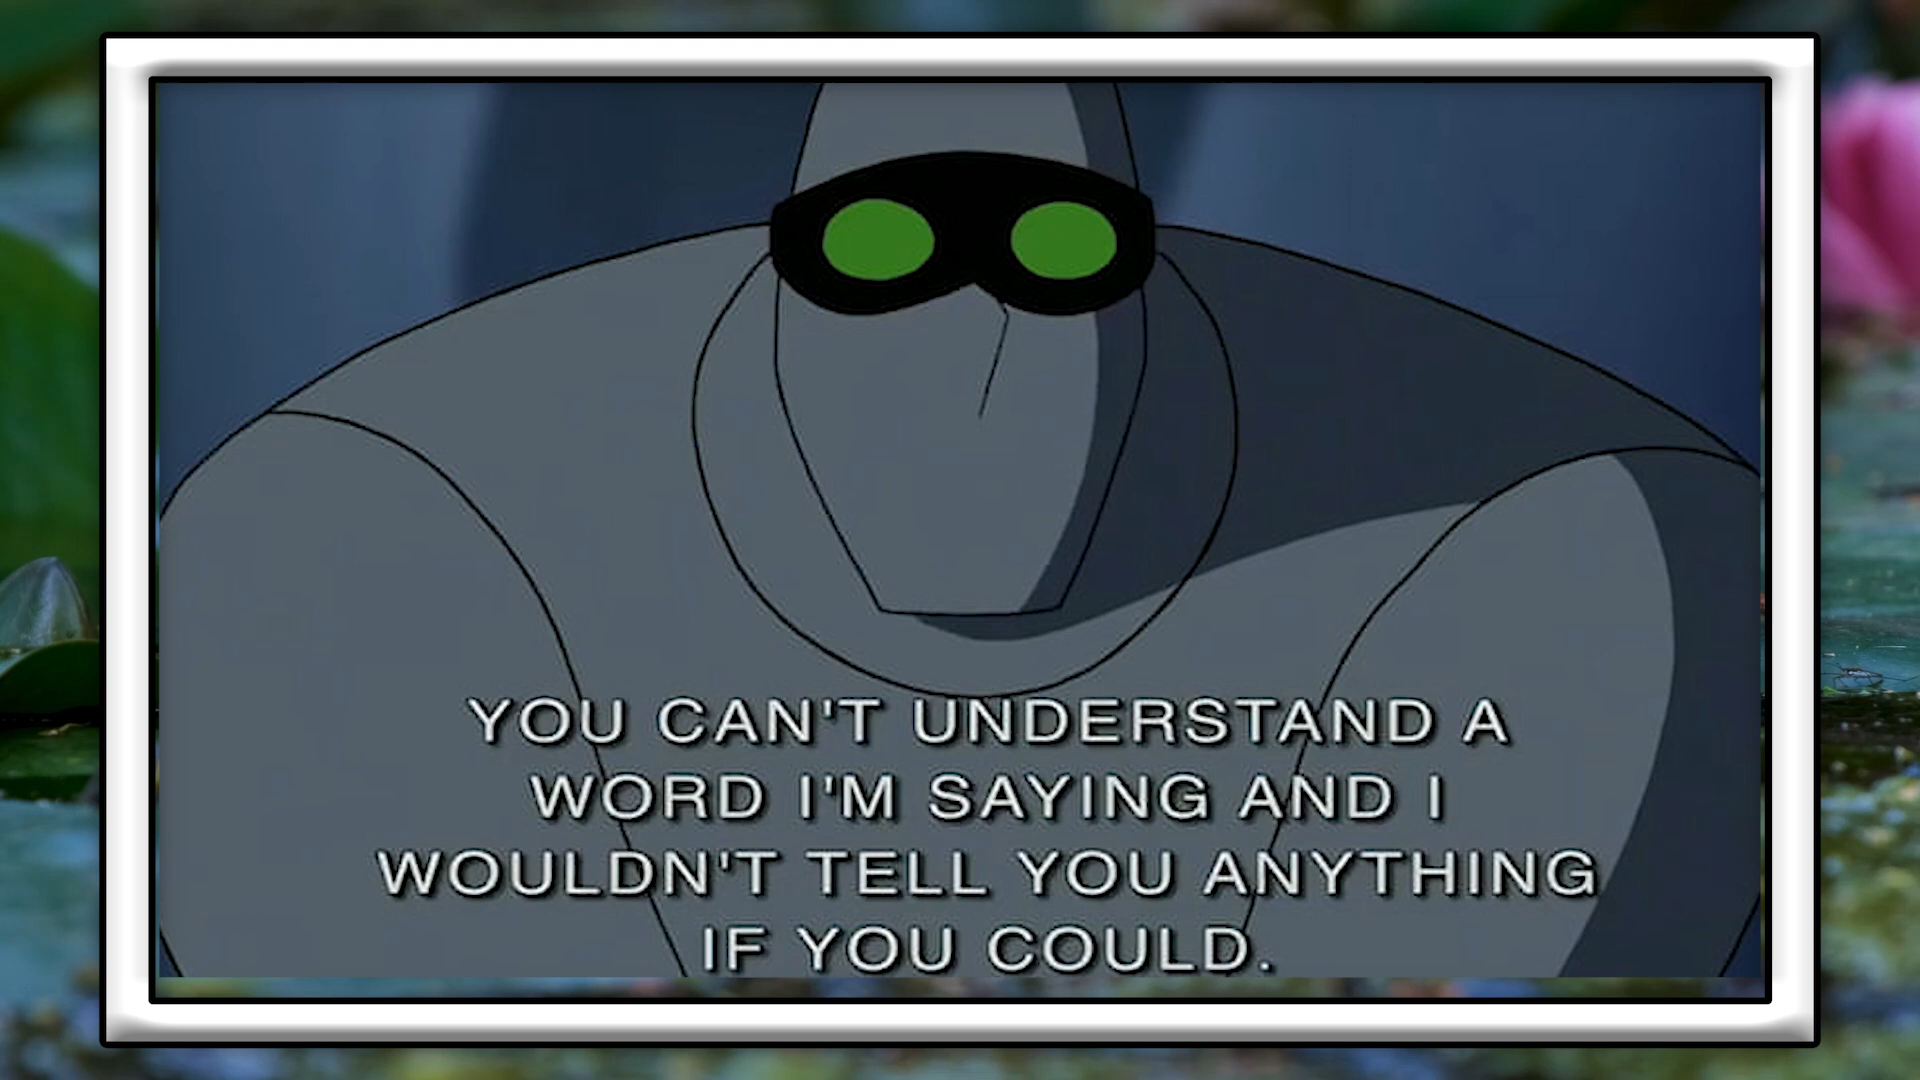 YOU CAN'T UNDERSTAND A
WORD I'M SAYING AND I
WOULDN'T TELL YOU ANYTHING
IF YOU COULD.